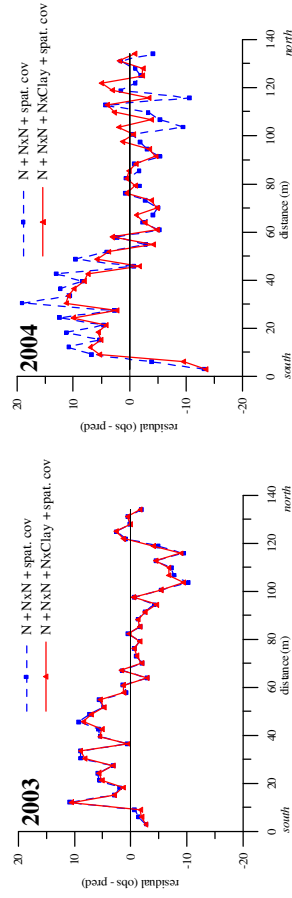 2003
N + NxN + spat. cov
N + NxN + NxClay + spat. cov
residual (obs - pred)
20
10
0
-10
-20
0 20 40 60 80 100 120 140
south distance (m) north
2004
N + NxN + spat. cov
N + NxN + NxClay + spat. cov
residual (obs - pred)
20
10
0
-10
-20
0 20 40 60 80 100 120 140
south distance (m) north